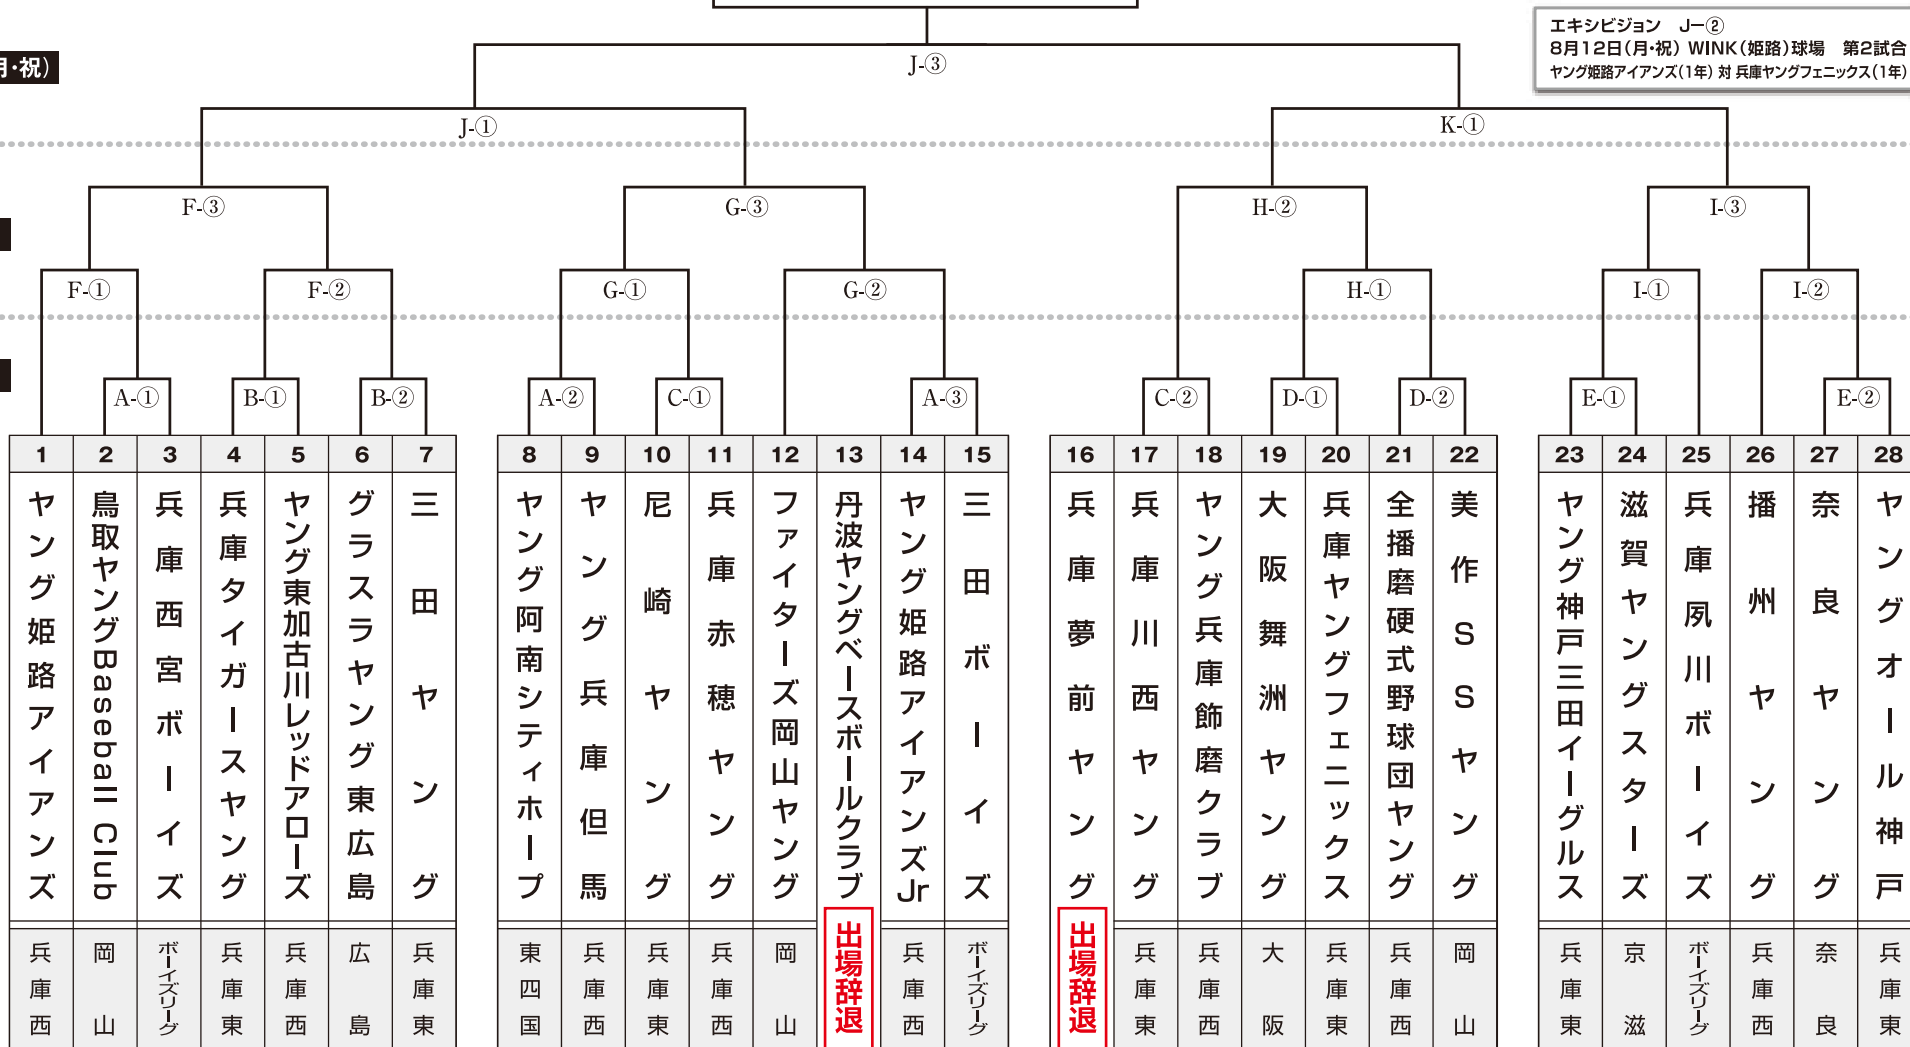 エキシビジョン J−②
8月12日(月・祝) WINK(姫路)球場 第2試合
ヤング姫路アイアンズ(1年) 対 兵庫ヤングフェニックス(1年)
月・祝)
J-③
J-①
K-①
F-③
G-③
H-②
I-③
F-①
F-②
G-①
G-②
H-①
I-①
I-②
A-①
B-①
B-②
A-②
C-①
A-③
C-②
D-①
D-②
E-①
E-②
1
ヤング姫路アイアンズ
兵庫西
2
鳥取ヤングBaseball Club
岡山
3
兵庫西宮ボーイズ
ボーイズリーグ
4
兵庫タイガースヤング
兵庫東
5
ヤング東加古川レッドアローズ
兵庫西
6
グラスラヤング東広島
広島
7
三田ヤング
兵庫東
8
ヤング阿南シティホープ
東四国
9
ヤング兵庫但馬
兵庫西
10
尼崎ヤング
兵庫東
11
兵庫赤穂ヤング
兵庫西
12
ファイターズ岡山ヤング
岡山
13
丹波ヤングベースボールクラブ
出場辞退
14
ヤング姫路アイアンズJr
兵庫西
15
三田ボーイズ
ボーイズリーグ
16
兵庫夢前ヤング
出場辞退
17
兵庫川西ヤング
兵庫東
18
ヤング兵庫飾磨クラブ
兵庫西
19
大阪舞洲ヤング
大阪
20
兵庫ヤングフェニックス
兵庫東
21
全播磨硬式野球団ヤング
兵庫西
22
美作SSヤング
岡山
23
ヤング神戸三田イーグルス
兵庫東
24
滋賀ヤングスターズ
京滋
25
兵庫夙川ボーイズ
ボーイズリーグ
26
播州ヤング
兵庫西
27
奈良ヤング
奈良
28
ヤングオール神戸
兵庫東